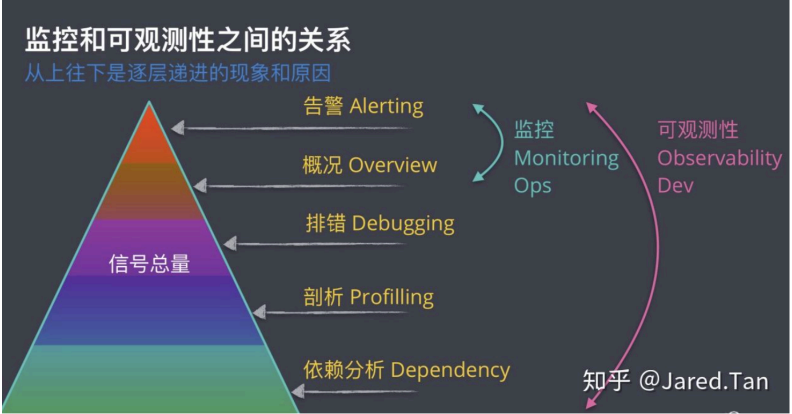 监控和可观测性之间的关系
从上往下是逐层递进的现象和原因
告警 Alerting
概况 Overview
排错 Debugging
剖析 Profilling
依赖分析 Dependency
信号总量
监控
Monitoring
Ops
可观测性
Observability
Dev
知乎 @Jared.Tan